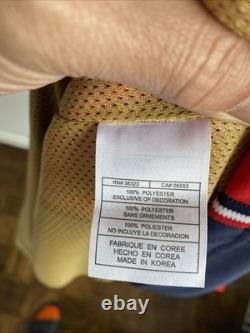 RN# 56323 CA# 05553
100% POLYESTER
EXCLUSIVE OF DECORATION
100% POLYESTER
SANS ORNEMENTS
100% POLIESTER
NO INCLUYE LA DECORACION
FABRIQUE EN COREE
HECHO EN COREA
MADE IN KOREA